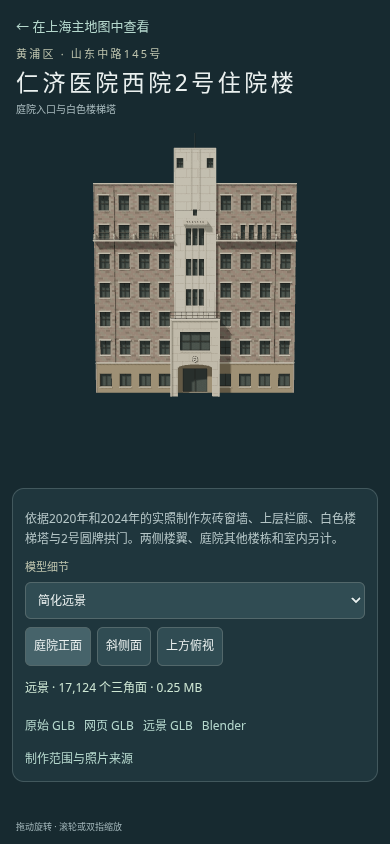 ← 在上海主地图中查看
黄浦区 · 山东中路145号
仁济医院西院2号住院楼
庭院入口与白色楼梯塔
依据2020年和2024年的实照制作灰砖窗墙、上层栏廊、白色楼
梯塔与2号圆牌拱门。两侧楼翼、庭院其他楼栋和室内另计。
模型细节
简化远景
庭院正面 斜侧面 上方俯视
远景 · 17,124 个三角面 · 0.25 MB
原始 GLB 网页 GLB 远景 GLB Blender
制作范围与照片来源
拖动旋转 · 滚轮或双指缩放